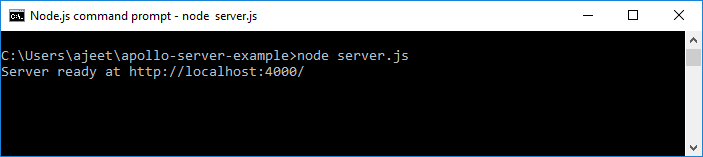 Node.js command prompt - node  server.js
C:\Users\ajeet\apollo-server-example>node server.js
Server ready at http://localhost:4000/